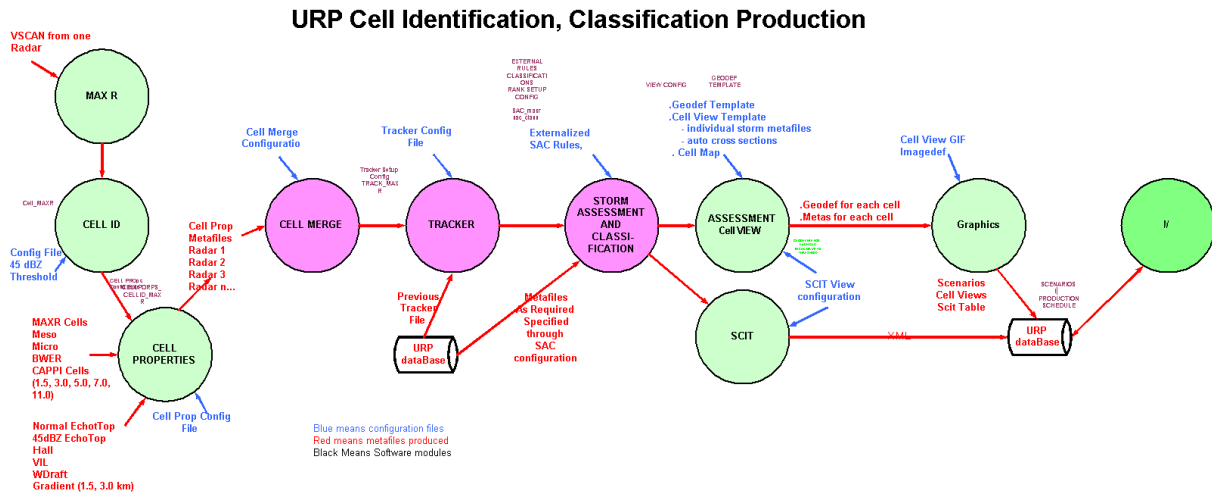 URP Cell Identification, Classification Production
VSCAN from one
Radar
MAX R
Cell_MAXR
CELL ID
Config File
45 dBZ
Threshold
CELLID_MAX
R
MAXR Cells
Meso
Micro
BWER
CAPPI Cells
(1.5, 3.0, 5.0, 7.0,
11.0)
CELL
PROPERTIES
Normal EchotTop
45dBZ EchoTop
Hall
VIL
WDraft
Gradient (1.5, 3.0 km)
Cell Prop Config
File
Cell Prop
Metafiles
Radar 1
Radar 2
Radar 3
Radar n...
Cell Merge
Configuratio
CELL MERGE
Tracker Setup
Config
TRACK_MAX
R
Tracker Config
File
TRACKER
Previous
Tracker
File
URP
dataBase
EXTERNAL
RULES
CLASSIFICATI
ONS
RANK SETUP
CONFIG
Externalized
SAC Rules,
STORM
ASSESSMENT
AND
CLASSI-
FICATION
Metafiles
As Required
Specified
through
SAC
configuration
VIEW CONFIG
GEODEF
TEMPLATE
.Geodef Template
.Cell View Template
- individual storm metafiles
- auto cross sections
. Cell Map
ASSESSMENT
Cell VIEW
SCIT View
configuration
SCIT
XML
.Geodef for each cell
.Metas for each cell
Cell View GIF
Imagedef
Graphics
Scenarios
Cell Views
Scit Table
SCENARIOS
PRODUCTION
SCHEDULE
URP
dataBase
I/
Blue means configuration files
Red means metafiles produced
Black Means Software modules